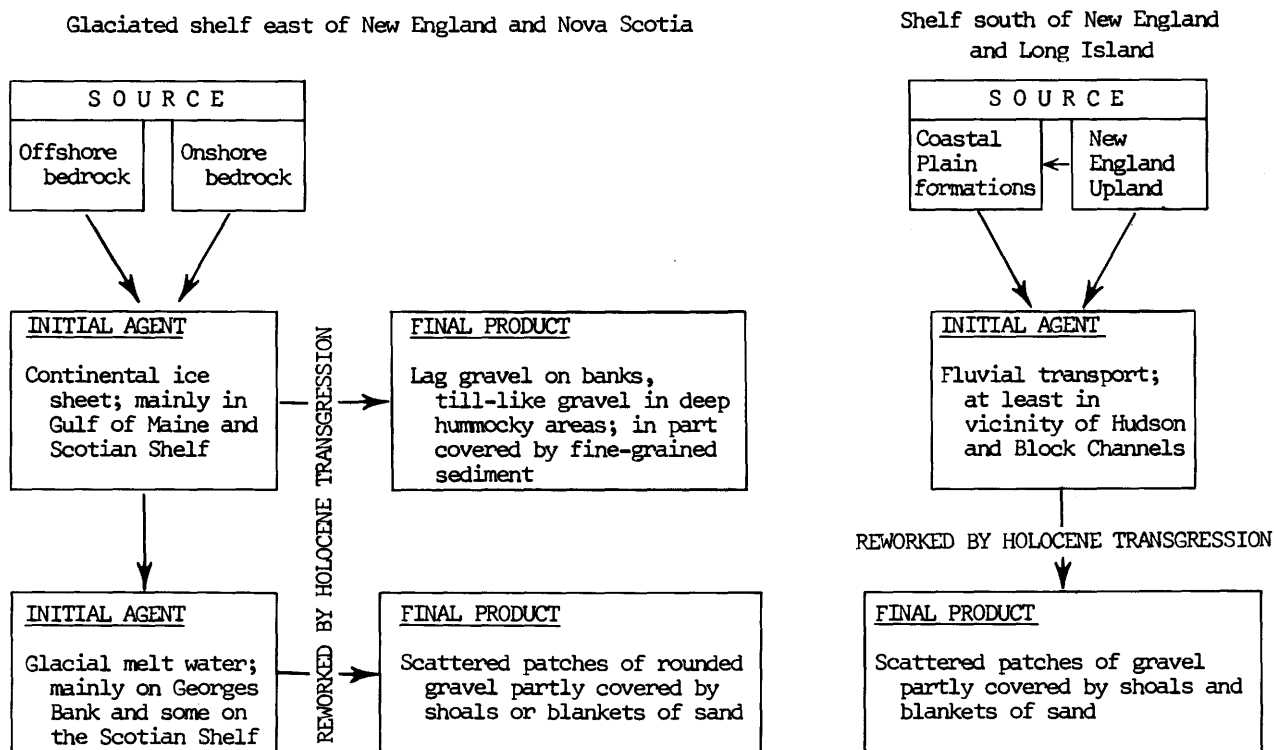 Glaciated shelf east of New England and Nova Scotia
SOURCE
Offshore
bedrock
Onshore
bedrock
INITIAL AGENT
Continental ice
sheet; mainly in
Gulf of Maine and
Scotian Shelf
REWORKED BY HOLOCENE TRANSGRESSION
FINAL PRODUCT
Lag gravel on banks,
till-like gravel in deep
hummocky areas; in part
covered by fine-grained
sediment
INITIAL AGENT
Glacial melt water;
mainly on Georges
Bank and some on
the Scotian Shelf
FINAL PRODUCT
Scattered patches of rounded
gravel partly covered by
shoals or blankets of sand
Shelf south of New England
and Long Island
SOURCE
Coastal
Plain
formations
New
England
Upland
INITIAL AGENT
Fluvial transport;
at least in
vicinity of Hudson
and Block Channels
REWORKED BY HOLOCENE TRANSGRESSION
FINAL PRODUCT
Scattered patches of gravel
partly covered by shoals and
blankets of sand